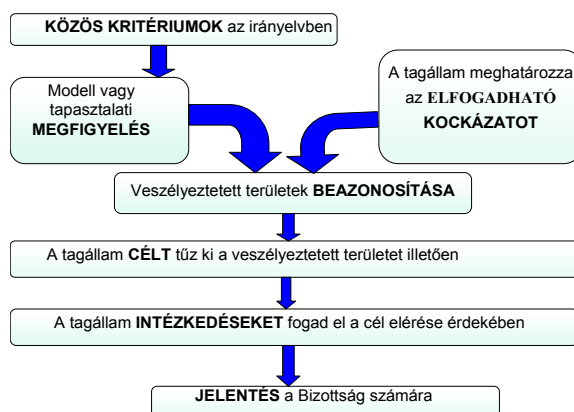 KÖZÖS KRITÉRIUMOK az irányelvben
Modell vagy
tapasztalati
MEGFIGYELÉS
A tagállam meghatározza
az ELFOGADHATÓ
KOCKÁZATOT
Veszélyeztetett területek BEAZONOSÍTÁSA
A tagállam CÉLT tűz ki a veszélyeztetett területet illetően
A tagállam INTÉZKEDÉSEKET fogad el a cél elérése érdekében
JELENTÉS a Bizottság számára